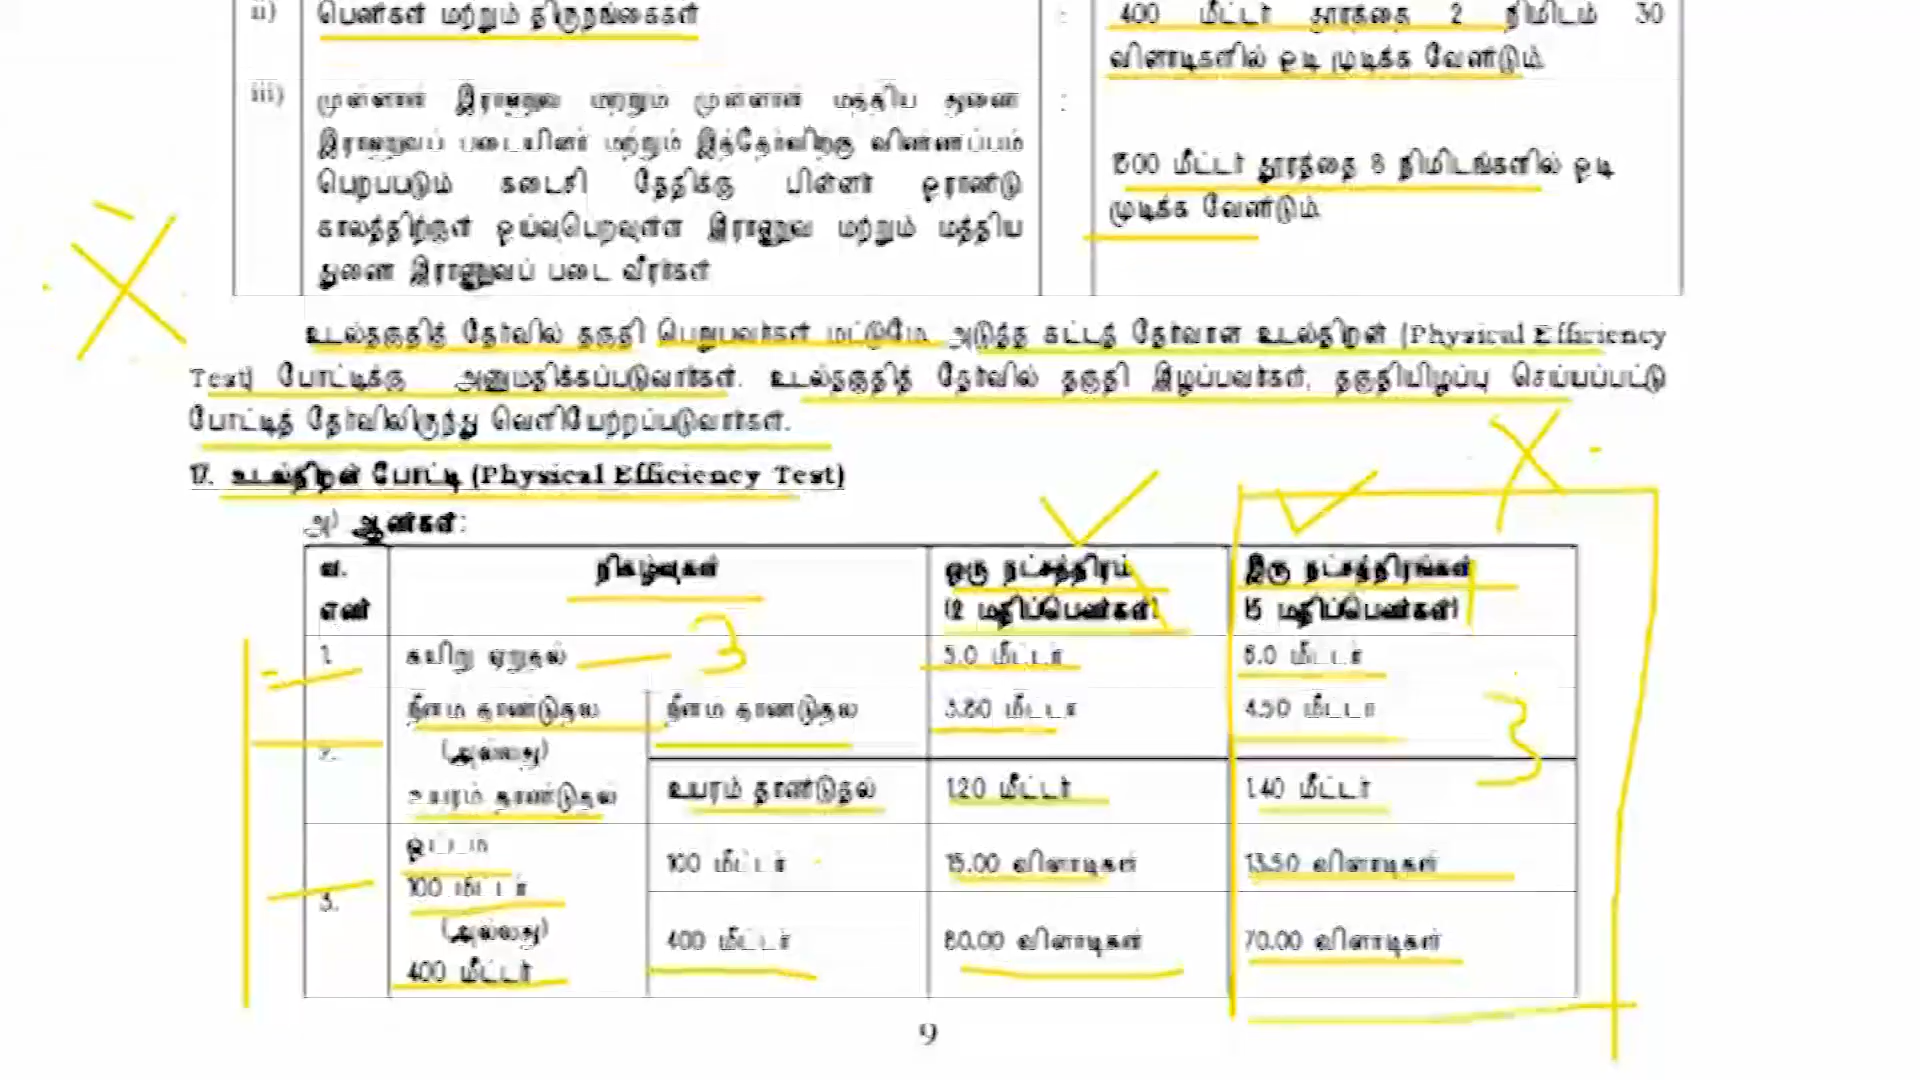 ii) பெண்கள் மற்றும் திருநங்கைகள் : 400 மீட்டர் தூரத்தை 2 நிமிடம் 30
விளாடிகளில் ஓடி முடிக்க வேண்டும்.
iii) முன்னாள் இராணுவ மற்றும் முன்னாள் மத்திய துணை :
இராணுவப் படையினர் மற்றும் இத்தேர்விற்கு விண்ணப்பம்
பெறப்படும் கடைசி தேதிக்கு பின்னர் ஓராண்டு
காலத்திற்குள் ஓய்வுபெறவுள்ள இராணுவ மற்றும் மத்திய
துணை இராணுவப் படை வீரர்கள்
1500 மீட்டர் தூரத்தை 8 நிமிடங்களில் ஓடி
முடிக்க வேண்டும்.
உடல்தகுதித் தேர்வில் தகுதி பெறுபவர்கள் மட்டுமே அடுத்த கட்டத் தேர்வான உடல்திறன் (Physical Efficiency
Test) போட்டிக்கு அனுமதிக்கப்படுவார்கள். உடல்தகுதித் தேர்வில் தகுதி இழப்பவர்கள், தகுதியிழப்பு செய்யப்பட்டு
போட்டித் தேர்விலிருந்து வெளியேற்றப்படுவார்கள்.
17. உடல்திறன் போட்டி (Physical Efficiency Test)
அ) ஆண்கள்:
வ. எண்
நிகழ்வுகள்
ஒரு நட்சத்திரம்
(2 மதிப்பெண்கள்)
இரு நட்சத்திரங்கள்
(5 மதிப்பெண்கள்)
1. கயிறு ஏறுதல் 3 5.0 மீட்டர் 6.0 மீட்டர்
2. நீளம் தாண்டுதல்
(அல்லது)
உயரம் தாண்டுதல்
நீளம் தாண்டுதல் 3.80 மீட்டர் 4.50 மீட்டர் 3
உயரம் தாண்டுதல் 1.20 மீட்டர் 1.40 மீட்டர்
3. ஓட்டம்
100 மீட்டர்
(அல்லது)
400 மீட்டர்
100 மீட்டர் 15.00 விளாடிகள் 13.50 விளாடிகள்
400 மீட்டர் 80.00 விளாடிகள் 70.00 விளாடிகள்
9